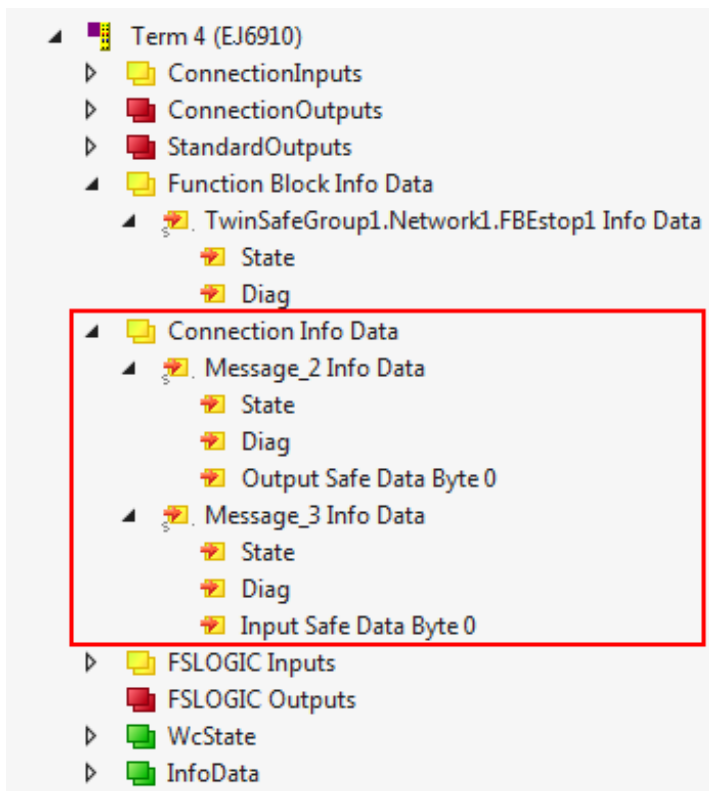 Term 4 (EJ6910)
ConnectionInputs
ConnectionOutputs
StandardOutputs
Function Block Info Data
TwinSafeGroup1.Network1.FBEstop1 Info Data
State
Diag
Connection Info Data
Message_2 Info Data
State
Diag
Output Safe Data Byte 0
Message_3 Info Data
State
Diag
Input Safe Data Byte 0
FSLOGIC Inputs
FSLOGIC Outputs
WcState
InfoData